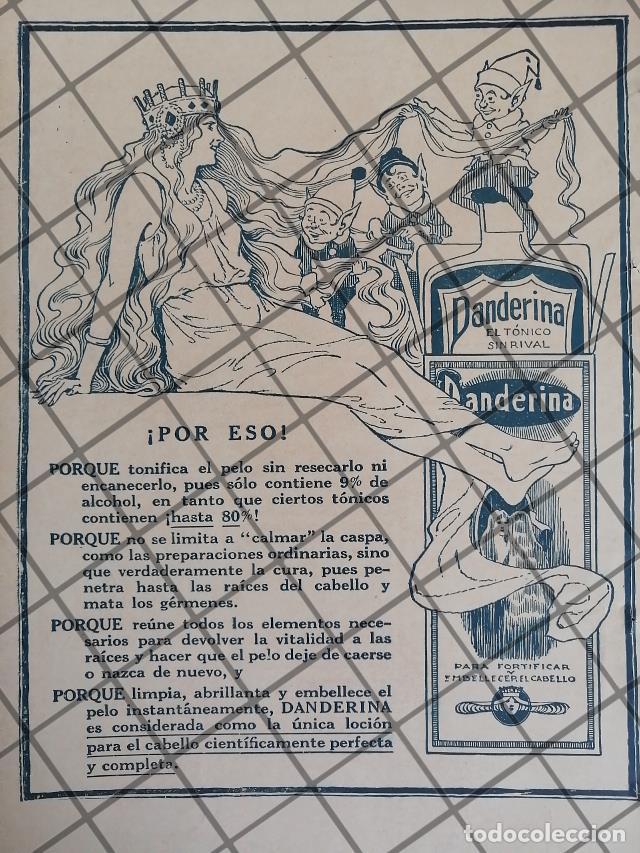 Danderina
EL TÓNICO
SIN RIVAL
Danderina
¡POR ESO!
PORQUE tonifica el pelo sin resecarlo ni
encanecerlo, pues sólo contiene 9% de
alcohol, en tanto que ciertos tónicos
contienen ¡hasta 80%!
PORQUE no se limita a "calmar" la caspa,
como las preparaciones ordinarias, sino
que verdaderamente la cura, pues pe-
netra hasta las raíces del cabello y
mata los gérmenes.
PORQUE reúne todos los elementos nece-
sarios para devolver la vitalidad a las
raíces y hacer que el pelo deje de caerse
o nazca de nuevo, y
PORQUE limpia, abrillanta y embellece el
pelo instantáneamente, DANDERINA
es considerada como la única loción
para el cabello científicamente perfecta
y completa.
PARA FORTIFICAR
Y
EMBELLECER EL CABELLO
todocoleccion